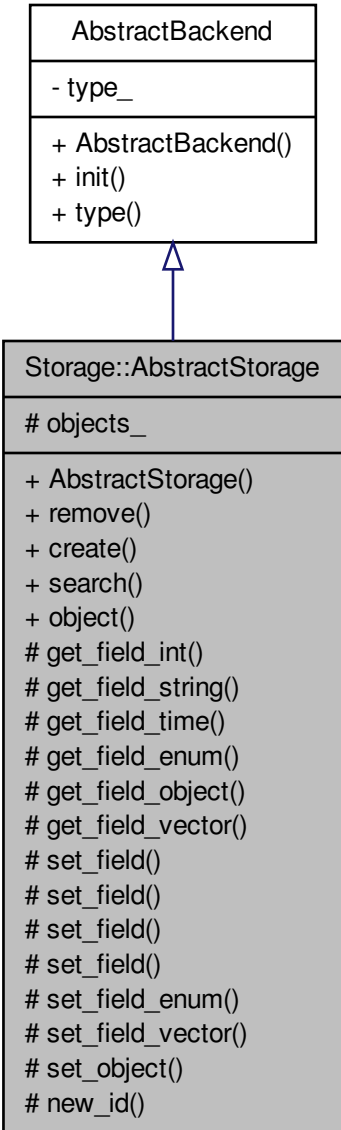 AbstractBackend
- type_
+ AbstractBackend()
+ init()
+ type()
Storage::AbstractStorage
# objects_
+ AbstractStorage()
+ remove()
+ create()
+ search()
+ object()
# get_field_int()
# get_field_string()
# get_field_time()
# get_field_enum()
# get_field_object()
# get_field_vector()
# set_field()
# set_field()
# set_field()
# set_field()
# set_field_enum()
# set_field_vector()
# set_object()
# new_id()